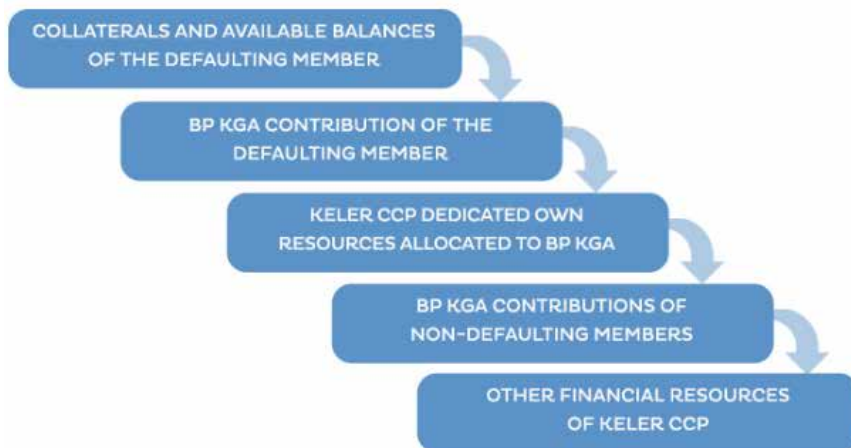 COLLATERALS AND AVAILABLE BALANCES
OF THE DEFAULTING MEMBER
BP KGA CONTRIBUTION OF THE
DEFAULTING MEMBER
KELER CCP DEDICATED OWN
RESOURCES ALLOCATED TO BP KGA
BP KGA CONTRIBUTIONS OF
NON-DEFAULTING MEMBERS
OTHER FINANCIAL RESOURCES
OF KELER CCP